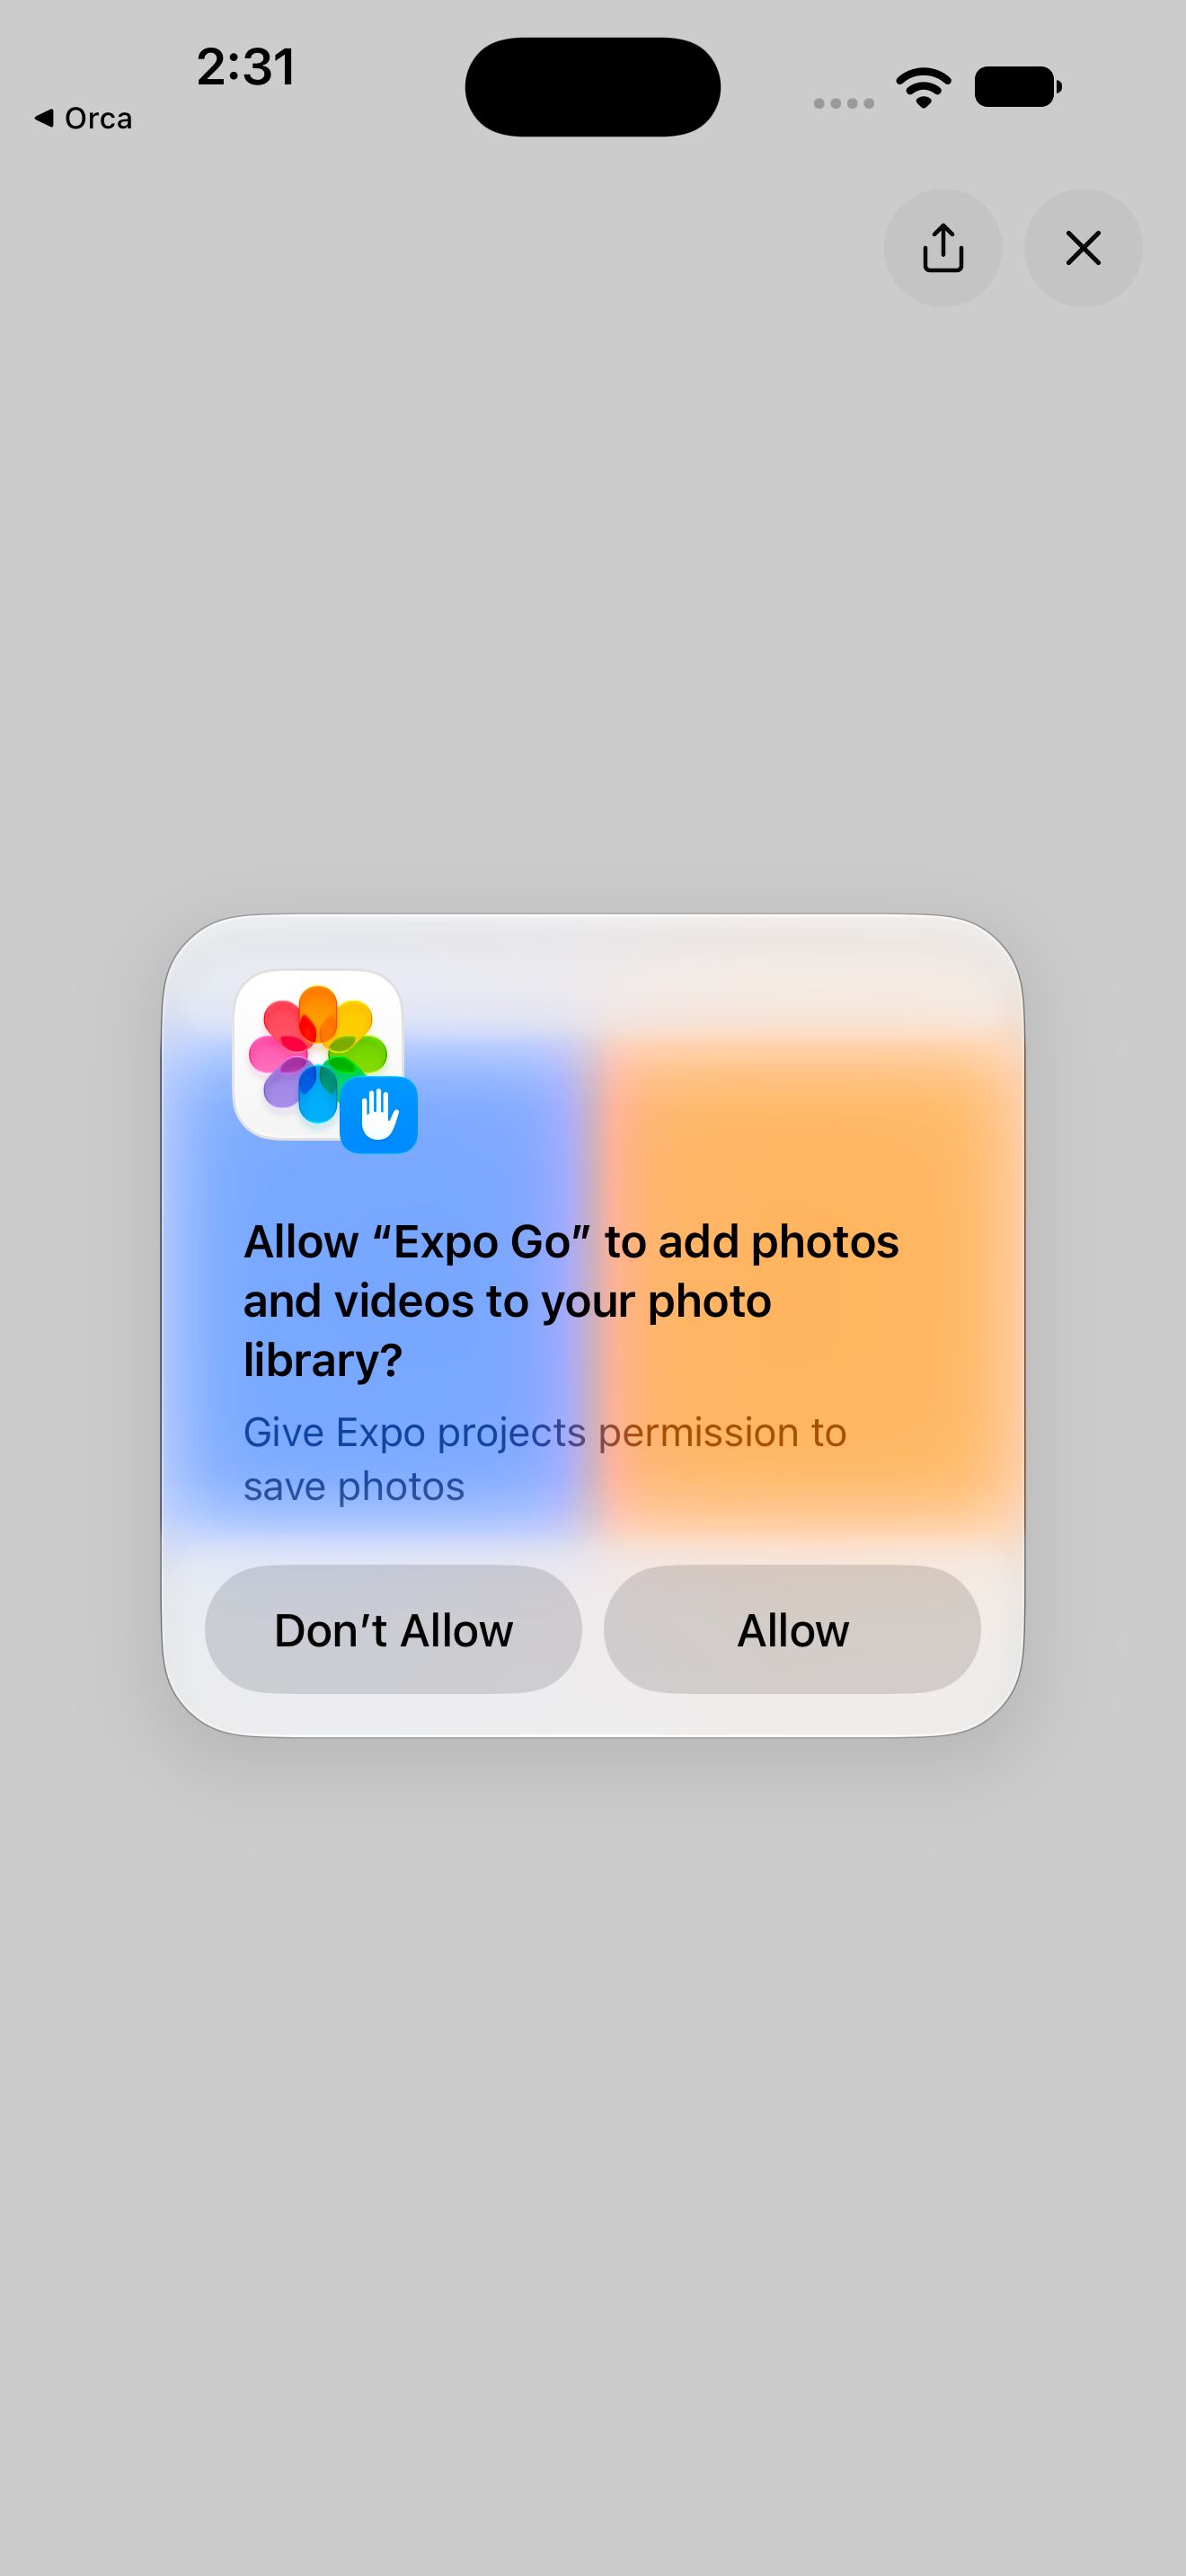 2:31
◀ Orca
Allow “Expo Go” to add photos
and videos to your photo
library?
Give Expo projects permission to
save photos
Don’t Allow
Allow